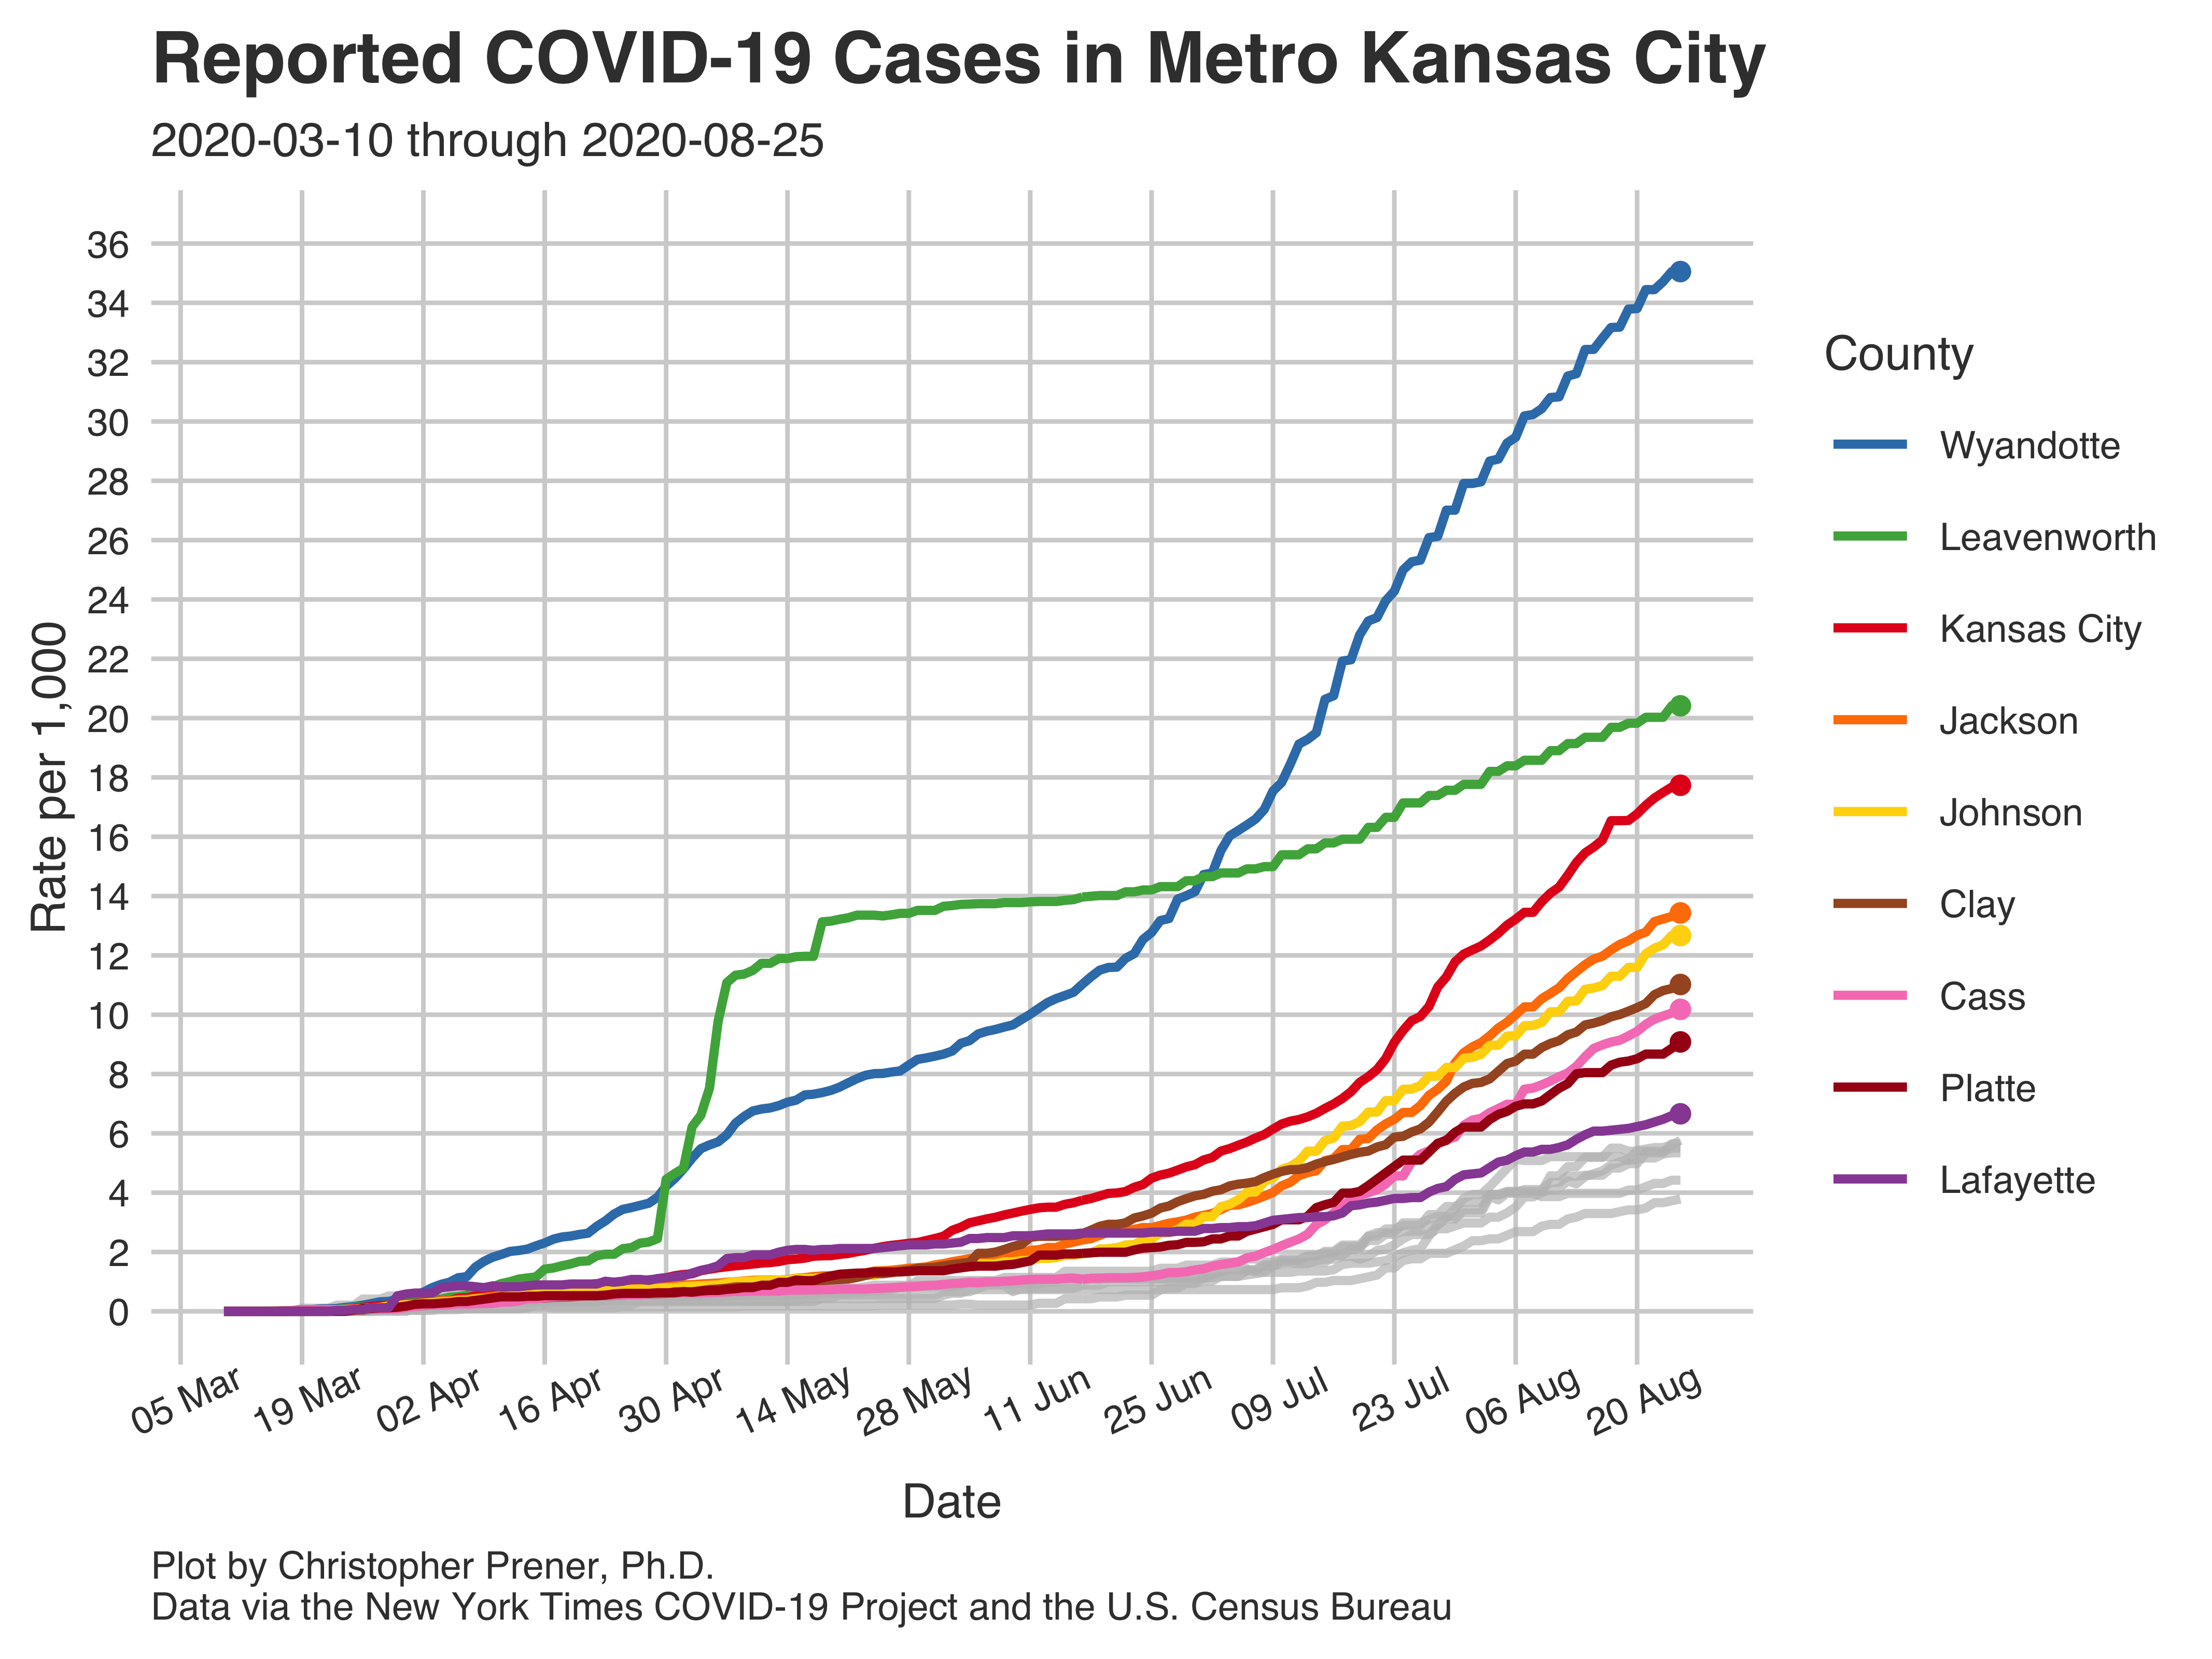 Reported COVID-19 Cases in Metro Kansas City
2020-03-10 through 2020-08-25
Rate per 1,000
36
34
32
30
28
26
24
22
20
18
16
14
12
10
8
6
4
2
0
05 Mar
19 Mar
02 Apr
16 Apr
30 Apr
14 May
28 May
11 Jun
25 Jun
09 Jul
23 Jul
06 Aug
20 Aug
Date
County
Wyandotte
Leavenworth
Kansas City
Jackson
Johnson
Clay
Cass
Platte
Lafayette
Plot by Christopher Prener, Ph.D.
Data via the New York Times COVID-19 Project and the U.S. Census Bureau